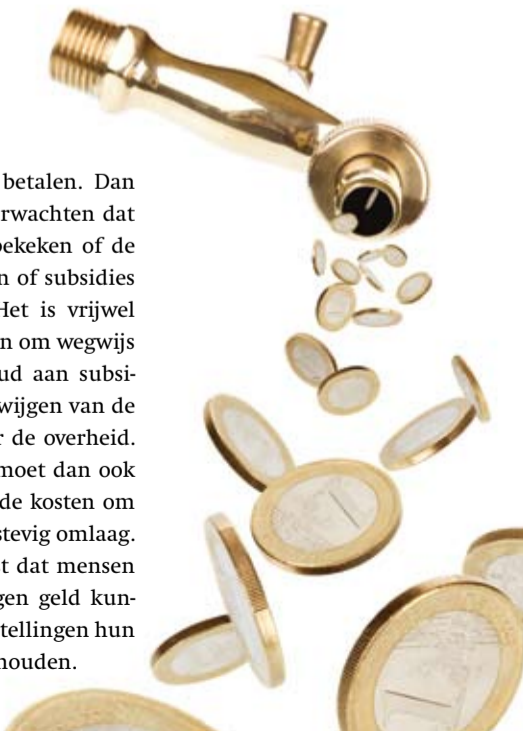 betalen. Dan
rwachten dat
ekeken of de
n of subsidies
Het is vrijwel
n om wegwijs
ud aan subsi-
wijgen van de
r de overheid.
moet dan ook
de kosten om
stevig omlaag.
t dat mensen
gen geld kun-
tellingen hun
houden.